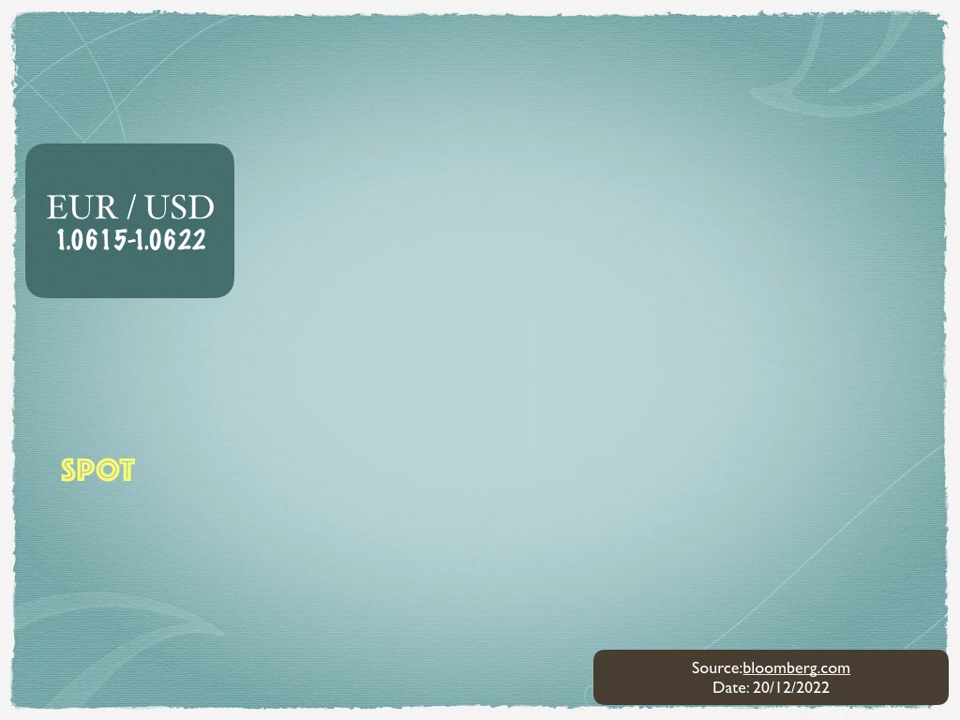 EUR / USD
1.0615-1.0622
SPOT
Source:bloomberg.com
Date: 20/12/2022